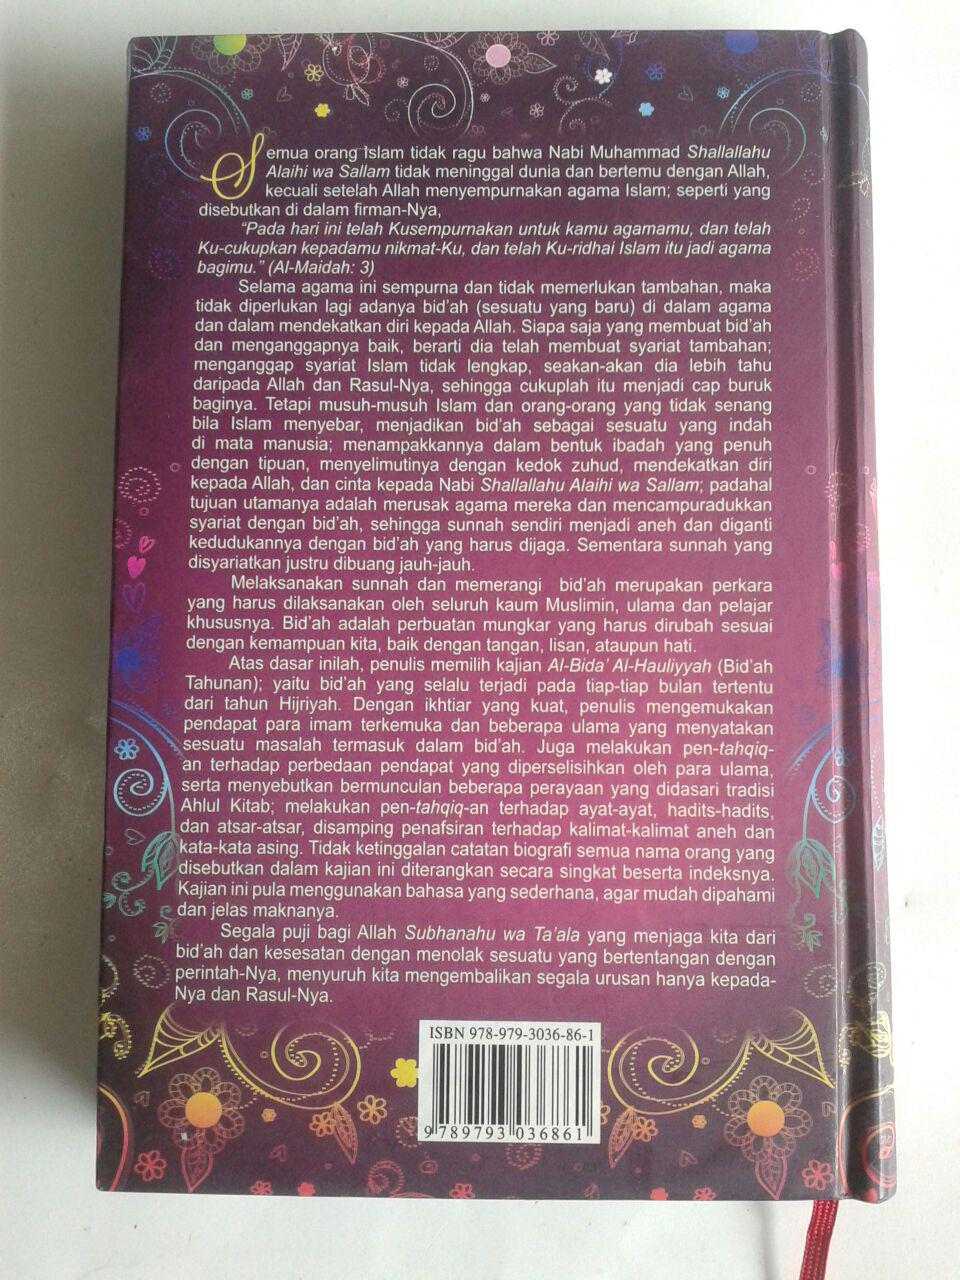 Semua orang Islam tidak ragu bahwa Nabi Muhammad Shallallahu
Alaihi wa Sallam tidak meninggal dunia dan bertemu dengan Allah,
kecuali setelah Allah menyempurnakan agama Islam; seperti yang
disebutkan di dalam firman-Nya,
“Pada hari ini telah Kusempurnakan untuk kamu agamamu, dan telah
Ku-cukupkan kepadamu nikmat-Ku, dan telah Ku-ridhai Islam itu jadi agama
bagimu.” (Al-Maidah: 3)
Selama agama ini sempurna dan tidak memerlukan tambahan, maka
tidak diperlukan lagi adanya bid'ah (sesuatu yang baru) di dalam agama
dan dalam mendekatkan diri kepada Allah. Siapa saja yang membuat bid'ah
dan menganggapnya baik, berarti dia telah membuat syariat tambahan;
menganggap syariat Islam tidak lengkap, seakan-akan dia lebih tahu
daripada Allah dan Rasul-Nya, sehingga cukuplah itu menjadi cap buruk
baginya. Tetapi musuh-musuh Islam dan orang-orang yang tidak senang
bila Islam menyebar, menjadikan bid'ah sebagai sesuatu yang indah
di mata manusia; menampakkannya dalam bentuk ibadah yang penuh
dengan tipuan, menyelimutinya dengan kedok zuhud, mendekatkan diri
kepada Allah, dan cinta kepada Nabi Shallallahu Alaihi wa Sallam; padahal
tujuan utamanya adalah merusak agama mereka dan mencampuradukkan
syariat dengan bid'ah, sehingga sunnah sendiri menjadi aneh dan diganti
kedudukannya dengan bid'ah yang harus dijaga. Sementara sunnah yang
disyariatkan justru dibuang jauh-jauh.
Melaksanakan sunnah dan memerangi bid'ah merupakan perkara
yang harus dilaksanakan oleh seluruh kaum Muslimin, ulama dan pelajar
khususnya. Bid'ah adalah perbuatan mungkar yang harus dirubah sesuai
dengan kemampuan kita, baik dengan tangan, lisan, ataupun hati.
Atas dasar inilah, penulis memilih kajian Al-Bida' Al-Hauliyyah (Bid'ah
Tahunan); yaitu bid'ah yang selalu terjadi pada tiap-tiap bulan tertentu
dari tahun Hijriyah. Dengan ikhtiar yang kuat, penulis mengemukakan
pendapat para imam terkemuka dan beberapa ulama yang menyatakan
sesuatu masalah termasuk dalam bid'ah. Juga melakukan pen-tahqiq-
an terhadap perbedaan pendapat yang diperselisihkan oleh para ulama,
serta menyebutkan bermunculan beberapa perayaan yang didasari tradisi
Ahlul Kitab; melakukan pen-tahqiq-an terhadap ayat-ayat, hadits-hadits,
dan atsar-atsar, disamping penafsiran terhadap kalimat-kalimat aneh dan
kata-kata asing. Tidak ketinggalan catatan biografi semua nama orang yang
disebutkan dalam kajian ini diterangkan secara singkat beserta indeksnya.
Kajian ini pula menggunakan bahasa yang sederhana, agar mudah dipahami
dan jelas maknanya.
Segala puji bagi Allah Subhanahu wa Ta'ala yang menjaga kita dari
bid'ah dan kesesatan dengan menolak sesuatu yang bertentangan dengan
perintah-Nya, menyuruh kita mengembalikan segala urusan hanya kepada-
Nya dan Rasul-Nya.
ISBN 978-979-3036-86-1
9 789793 036861